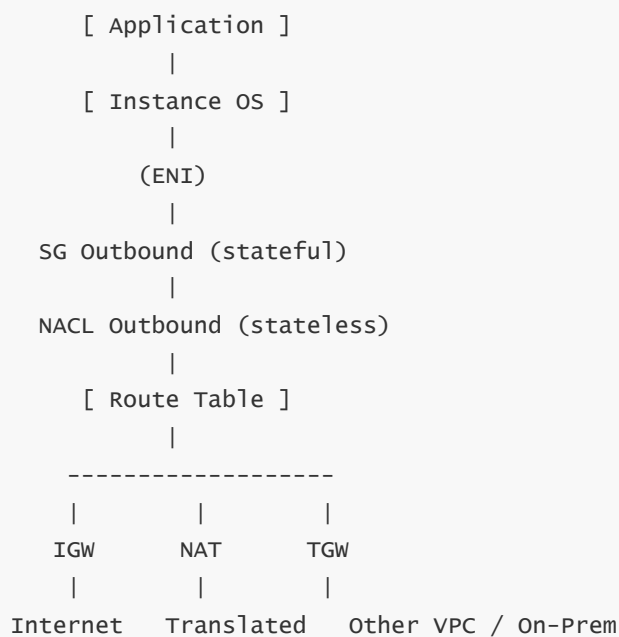 [ Application ]
|
[ Instance OS ]
|
(ENI)
|
SG Outbound (stateful)
|
NACL Outbound (stateless)
|
[ Route Table ]
|
-------------------
| | |
IGW NAT TGW
| | |
Internet Translated Other VPC / On-Prem